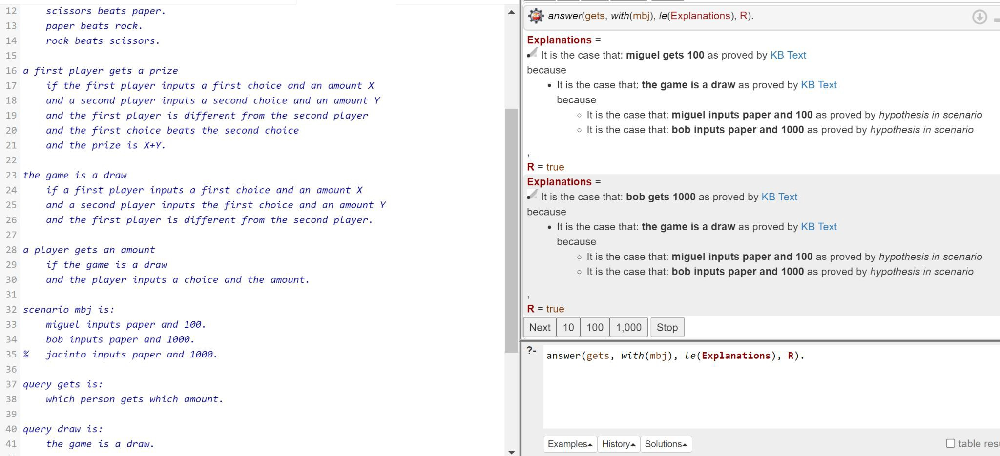 12 scissors beats paper.
13 paper beats rock.
14 rock beats scissors.
15
16 a first player gets a prize
17 if the first player inputs a first choice and an amount X
18 and a second player inputs a second choice and an amount Y
19 and the first player is different from the second player
20 and the first choice beats the second choice
21 and the prize is X+Y.
22
23 the game is a draw
24 if a first player inputs a first choice and an amount X
25 and a second player inputs the first choice and an amount Y
26 and the first player is different from the second player.
27
28 a player gets an amount
29 if the game is a draw
30 and the player inputs a choice and the amount.
31
32 scenario mbj is:
33 miguel inputs paper and 100.
34 bob inputs paper and 1000.
35 % jacinto inputs paper and 1000.
36
37 query gets is:
38 which person gets which amount.
39
40 query draw is:
41 the game is a draw.
answer(gets, with(mbj), le(Explanations), R).
Explanations =
It is the case that: miguel gets 100 as proved by KB Text
because
• It is the case that: the game is a draw as proved by KB Text
because
◦ It is the case that: miguel inputs paper and 100 as proved by hypothesis in scenario
◦ It is the case that: bob inputs paper and 1000 as proved by hypothesis in scenario
,
R = true
Explanations =
It is the case that: bob gets 1000 as proved by KB Text
because
• It is the case that: the game is a draw as proved by KB Text
because
◦ It is the case that: miguel inputs paper and 100 as proved by hypothesis in scenario
◦ It is the case that: bob inputs paper and 1000 as proved by hypothesis in scenario
,
R = true
Next 10 100 1,000 Stop
?- answer(gets, with(mbj), le(Explanations), R).
Examples History Solutions table